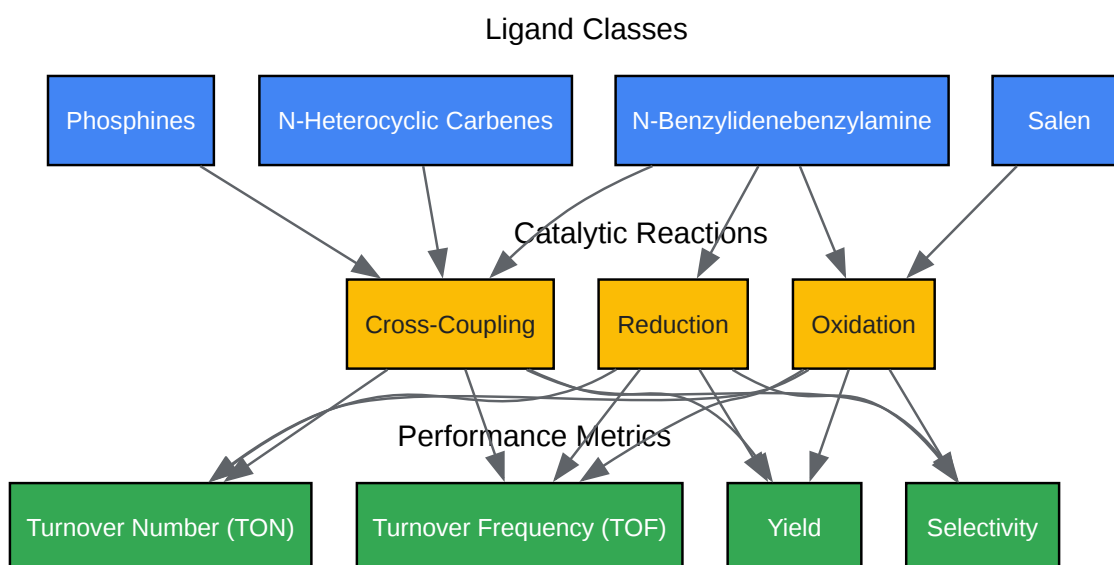 Ligand Classes
Phosphines
N-Heterocyclic Carbenes
N-Benzylidenebenzylamine
Salen
Catalytic Reactions
Cross-Coupling
Reduction
Oxidation
Performance Metrics
Turnover Number (TON)
Turnover Frequency (TOF)
Yield
Selectivity